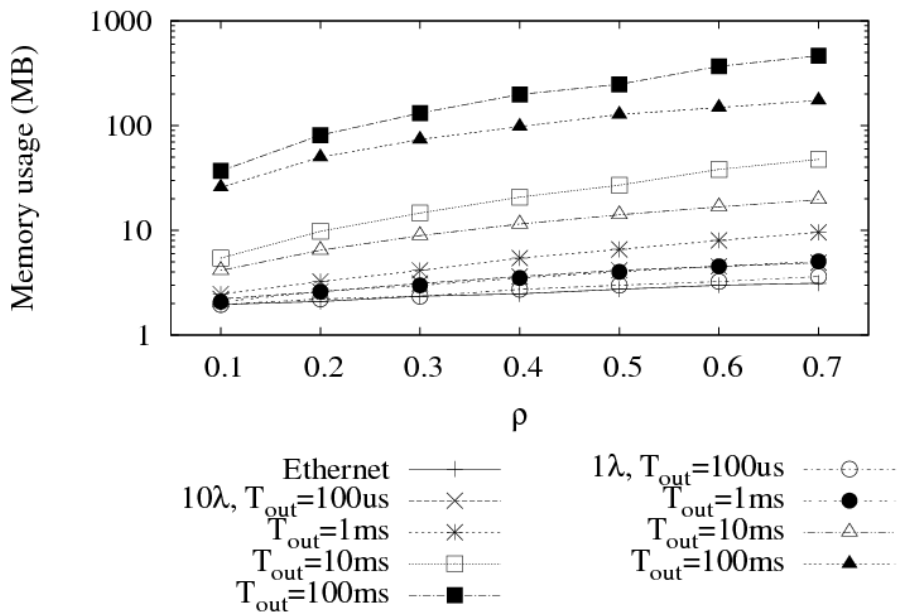 Memory usage (MB)
1000
100
10
1
0.1 0.2 0.3 0.4 0.5 0.6 0.7
ρ
Ethernet
10λ, Tout=100us
Tout=1ms
Tout=10ms
Tout=100ms
1λ, Tout=100us
Tout=1ms
Tout=10ms
Tout=100ms